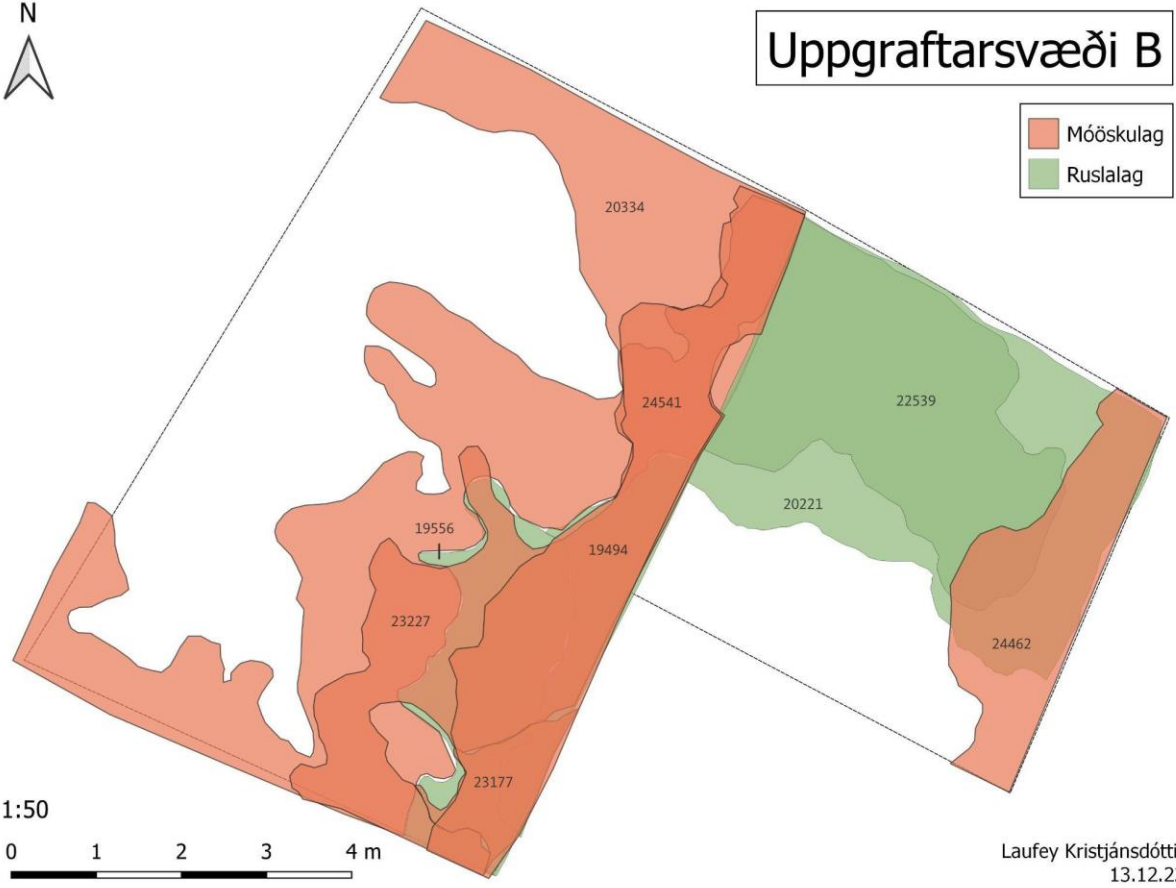 N
Uppgraftarsvæði B
Móöskulag
Ruslalag
20334
24541
22539
20221
19556
19494
23227
24462
23177
1:50
0 1 2 3 4 m
Laufey Kristjánsdótti
13.12.2